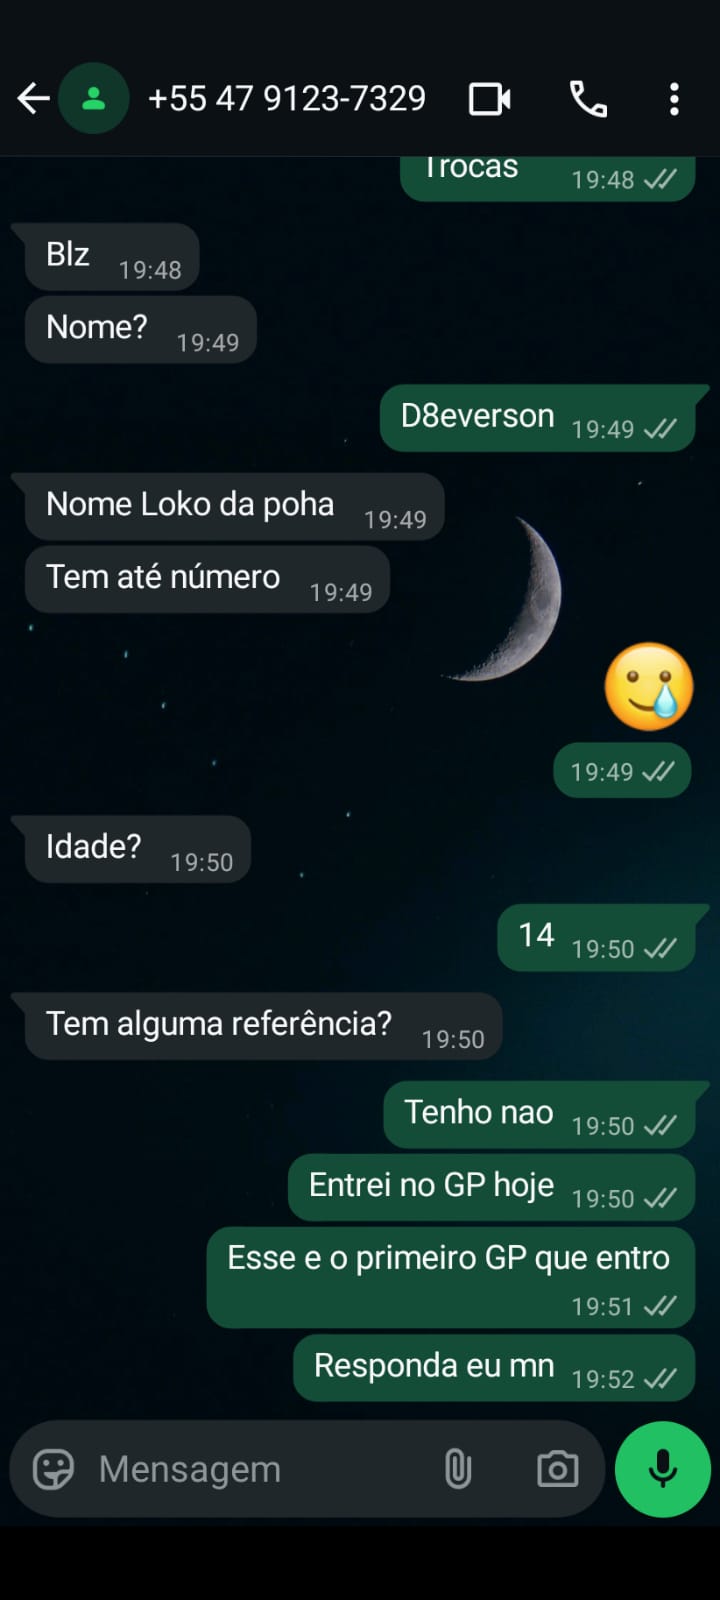 +55 47 9123-7329
Trocas
19:48
Blz
19:48
Nome?
19:49
D8everson
19:49
Nome Loko da poha
19:49
Tem até número
19:49
19:49
Idade?
19:50
14
19:50
Tem alguma referência?
19:50
Tenho nao
19:50
Entrei no GP hoje
19:50
Esse e o primeiro GP que entro
19:51
Responda eu mn
19:52
Mensagem